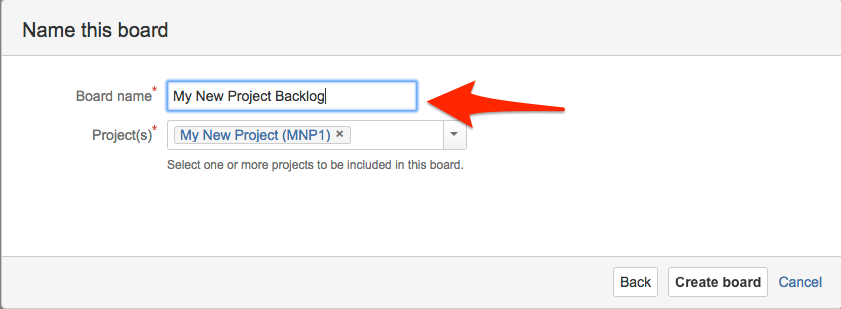 Name this board
Board name*
My New Project Backlog
Project(s)*
My New Project (MNP1) ×
Select one or more projects to be included in this board.
Back Create board Cancel